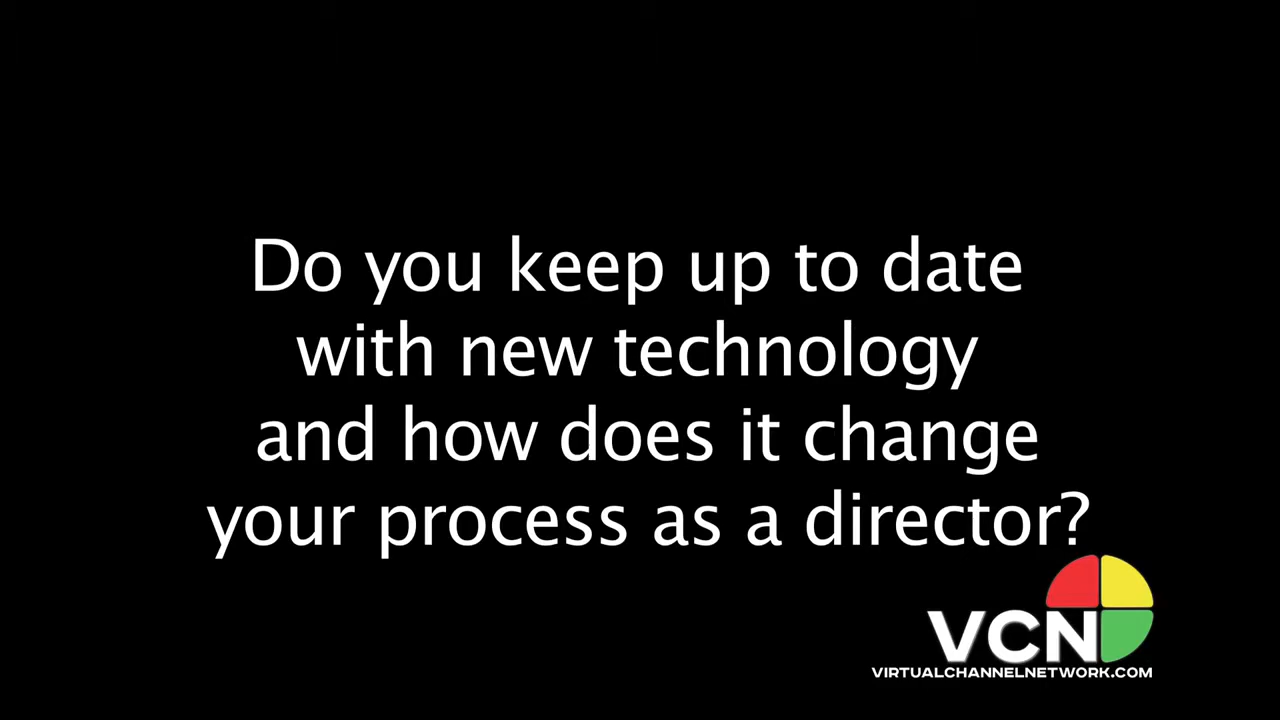 Do you keep up to date
with new technology
and how does it change
your process as a director?
VCN
VIRTUALCHANNELNETWORK.COM